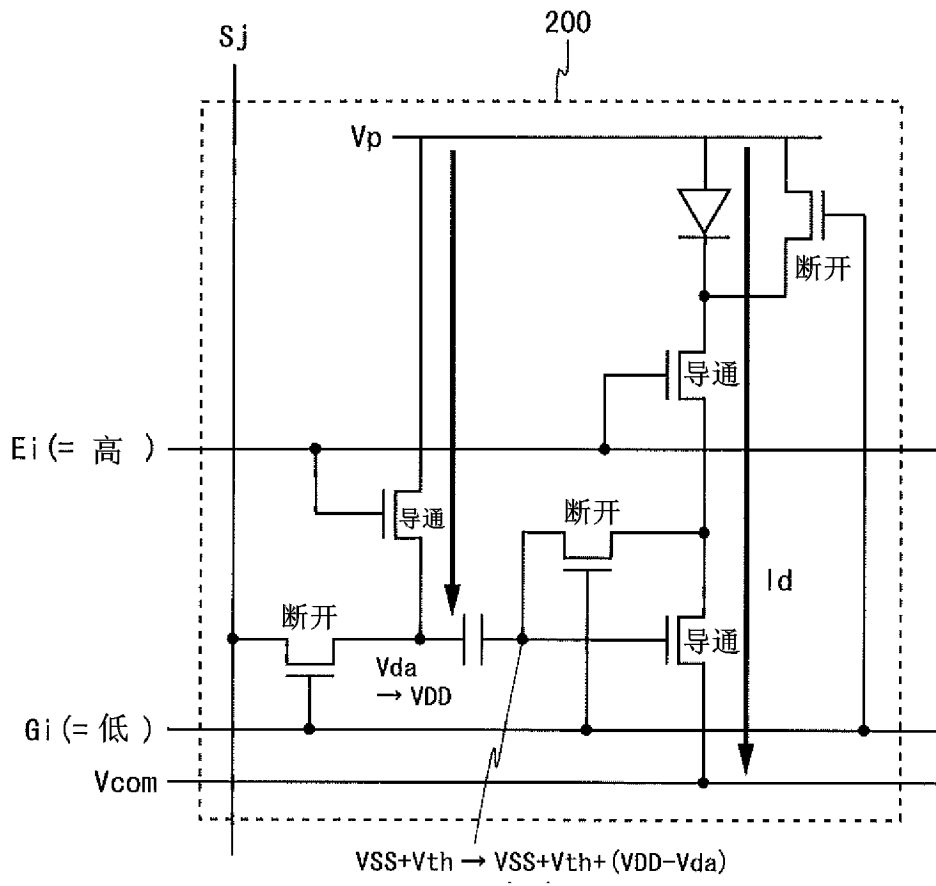 Sj
200
Vp
断开
导通
Ei(= 高 )
导通
断开
Id
断开
导通
Vda
→ VDD
Gi(= 低 )
Vcom
VSS+Vth → VSS+Vth+(VDD-Vda)